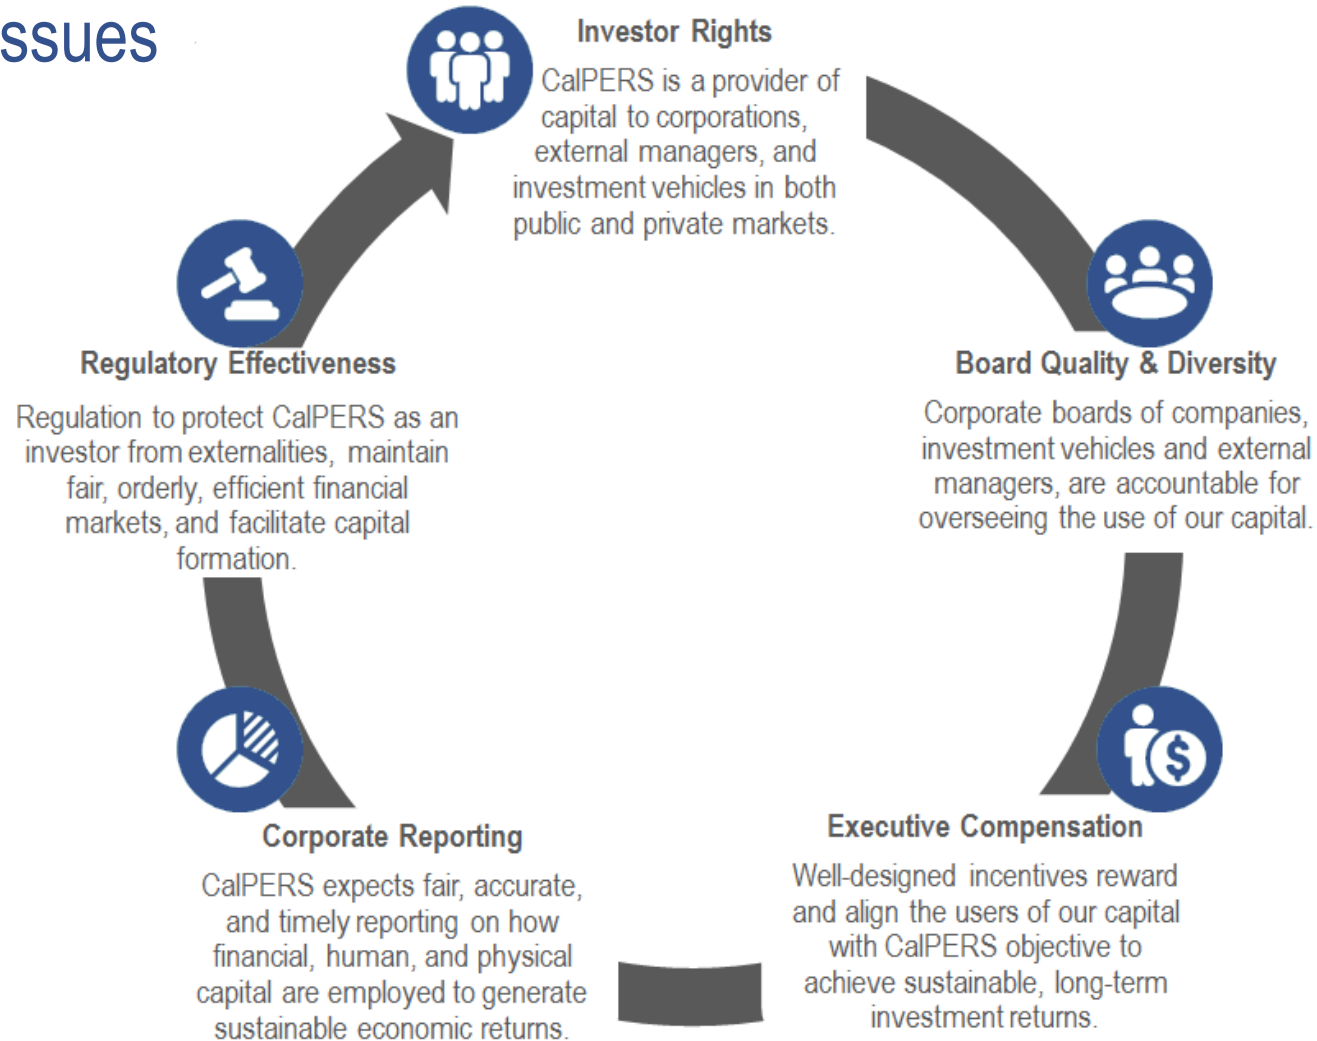 ssues
Investor Rights
CalPERS is a provider of
capital to corporations,
external managers, and
investment vehicles in both
public and private markets.
Board Quality & Diversity
Corporate boards of companies,
investment vehicles and external
managers, are accountable for
overseeing the use of our capital.
Executive Compensation
Well-designed incentives reward
and align the users of our capital
with CalPERS objective to
achieve sustainable, long-term
investment returns.
Corporate Reporting
CalPERS expects fair, accurate,
and timely reporting on how
financial, human, and physical
capital are employed to generate
sustainable economic returns.
Regulatory Effectiveness
Regulation to protect CalPERS as an
investor from externalities, maintain
fair, orderly, efficient financial
markets, and facilitate capital
formation.
$